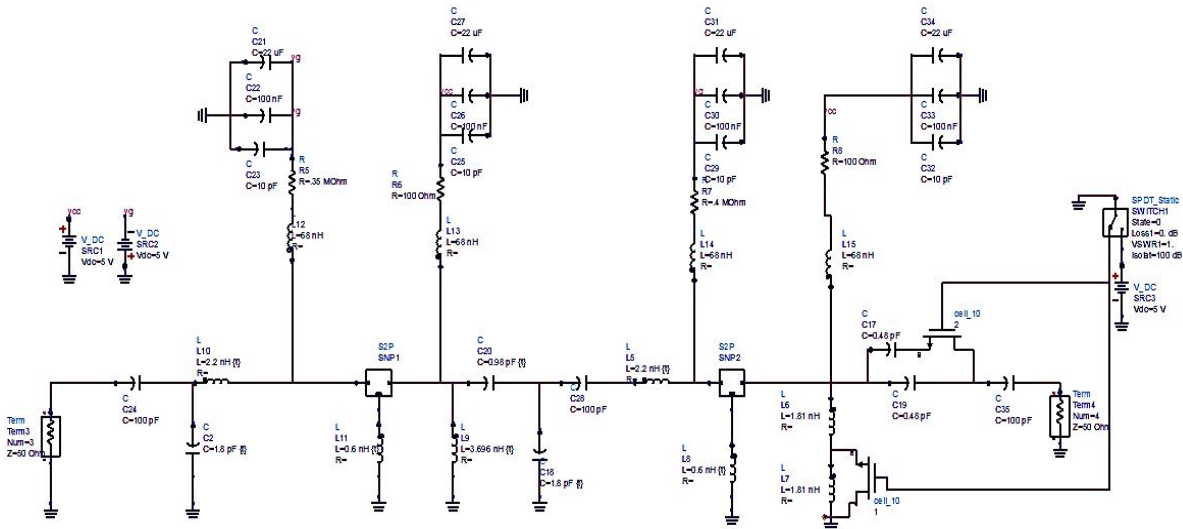 C
C21
C=22 uF
vg
C
C22
C=100 nF
vg
C
C23
C=10 pF
R
R5
R=.35 MOhm
L
L12
L=68 nH
R=
C
C27
C=22 uF
vcc
C
C26
C=100 nF
C
C25
C=10 pF
R
R6
R=100 Ohm
L
L13
L=68 nH
R=
C
C31
C=22 uF
vg
C
C30
C=100 nF
C
C29
C=10 pF
R7
R=.4 MOhm
L
L14
L=68 nH
R=
C
C34
C=22 uF
vcc
C
C33
C=100 nF
C
C32
C=10 pF
R
R8
R=100 Ohm
L
L15
L=68 nH
R=
vcc
V_DC
SRC1
Vdc=5 V
vg
V_DC
SRC2
Vdc=5 V
SPDT_Static
SWITCH1
State=0
Loss1=0. dB
VSWR1=1.
Isolat=100 dB
V_DC
SRC3
Vdc=5 V
cell_10
2
C
C17
C=0.48 pF
L
L10
L=2.2 nH {t}
R=
S2P
SNP1
C
C20
C=0.98 pF {t}
L
L5
L=2.2 nH {t}
R=
S2P
SNP2
C
C24
C=100 pF
C
C28
C=100 pF
C
C19
C=0.48 pF
C
C35
C=100 pF
Term
Term3
Num=3
Z=50 Ohm
C
C2
C=1.8 pF {t}
L
L11
L=0.6 nH {t}
R=
L
L9
L=3.696 nH {t}
R=
C
C18
C=1.8 pF {t}
L
L8
L=0.6 nH {t}
R=
L
L6
L=1.81 nH
R=
L
L7
L=1.81 nH
R=
cell_10
1
Term
Term4
Num=4
Z=50 Ohm